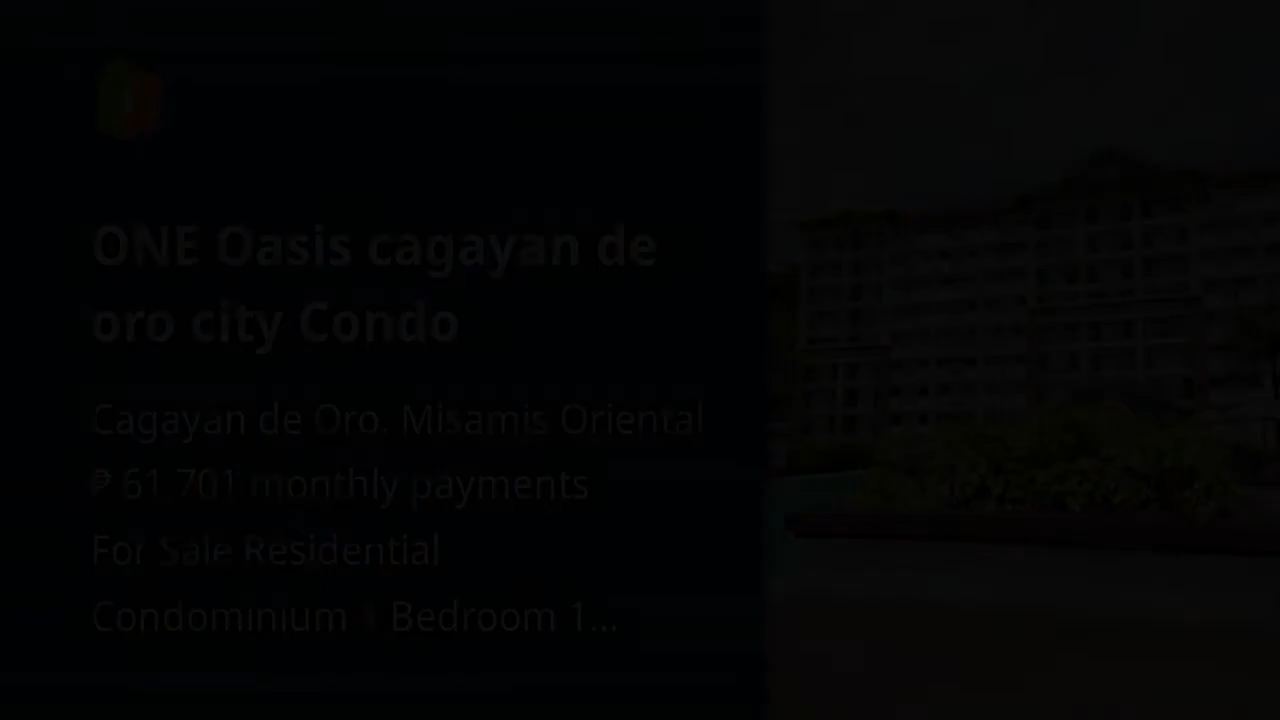 ONE Oasis cagayan de
oro city Condo
Cagayan de Oro, Misamis Oriental
₱ 61,701 monthly payments
For Sale Residential
Condominium 1 Bedroom 1...